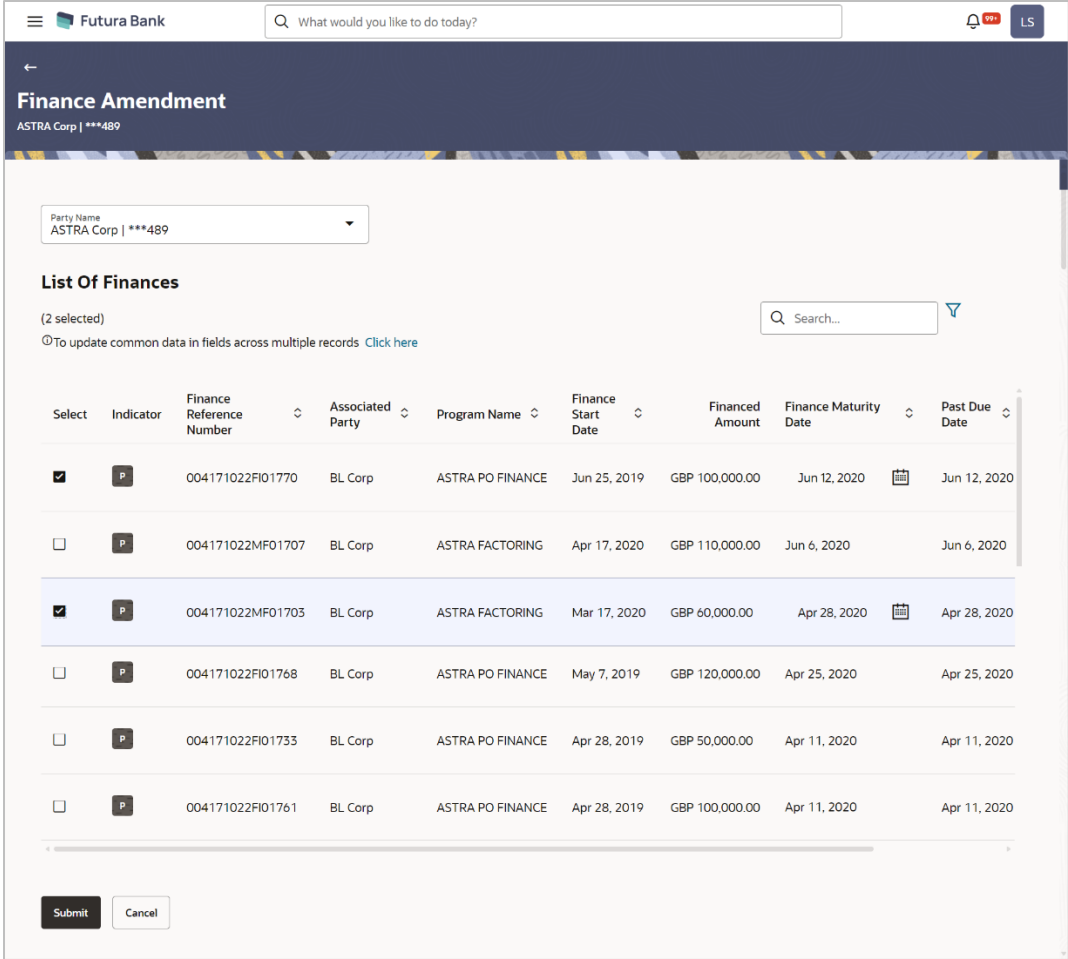 Futura Bank
What would you like to do today?
99+
LS
Finance Amendment
ASTRA Corp | ***489
Party Name
ASTRA Corp | ***489
List Of Finances
(2 selected)
Search...
To update common data in fields across multiple records Click here
Select Indicator Finance Reference Number Associated Party Program Name Finance Start Date Financed Amount Finance Maturity Date Past Due Date
P 004171022FI01770 BL Corp ASTRA PO FINANCE Jun 25, 2019 GBP 100,000.00 Jun 12, 2020 Jun 12, 2020
P 004171022MF01707 BL Corp ASTRA FACTORING Apr 17, 2020 GBP 110,000.00 Jun 6, 2020 Jun 6, 2020
P 004171022MF01703 BL Corp ASTRA FACTORING Mar 17, 2020 GBP 60,000.00 Apr 28, 2020 Apr 28, 2020
P 004171022FI01768 BL Corp ASTRA PO FINANCE May 7, 2019 GBP 120,000.00 Apr 25, 2020 Apr 25, 2020
P 004171022FI01733 BL Corp ASTRA PO FINANCE Apr 28, 2019 GBP 50,000.00 Apr 11, 2020 Apr 11, 2020
P 004171022FI01761 BL Corp ASTRA PO FINANCE Apr 28, 2019 GBP 100,000.00 Apr 11, 2020 Apr 11, 2020
Submit Cancel